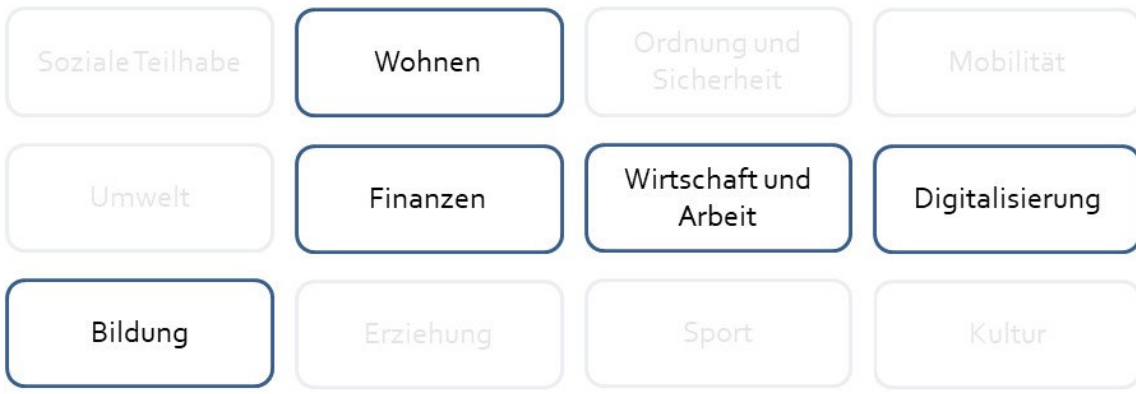 Soziale Teilhabe
Wohnen
Ordnung und
Sicherheit
Mobilität
Umwelt
Finanzen
Wirtschaft und
Arbeit
Digitalisierung
Bildung
Erziehung
Sport
Kultur